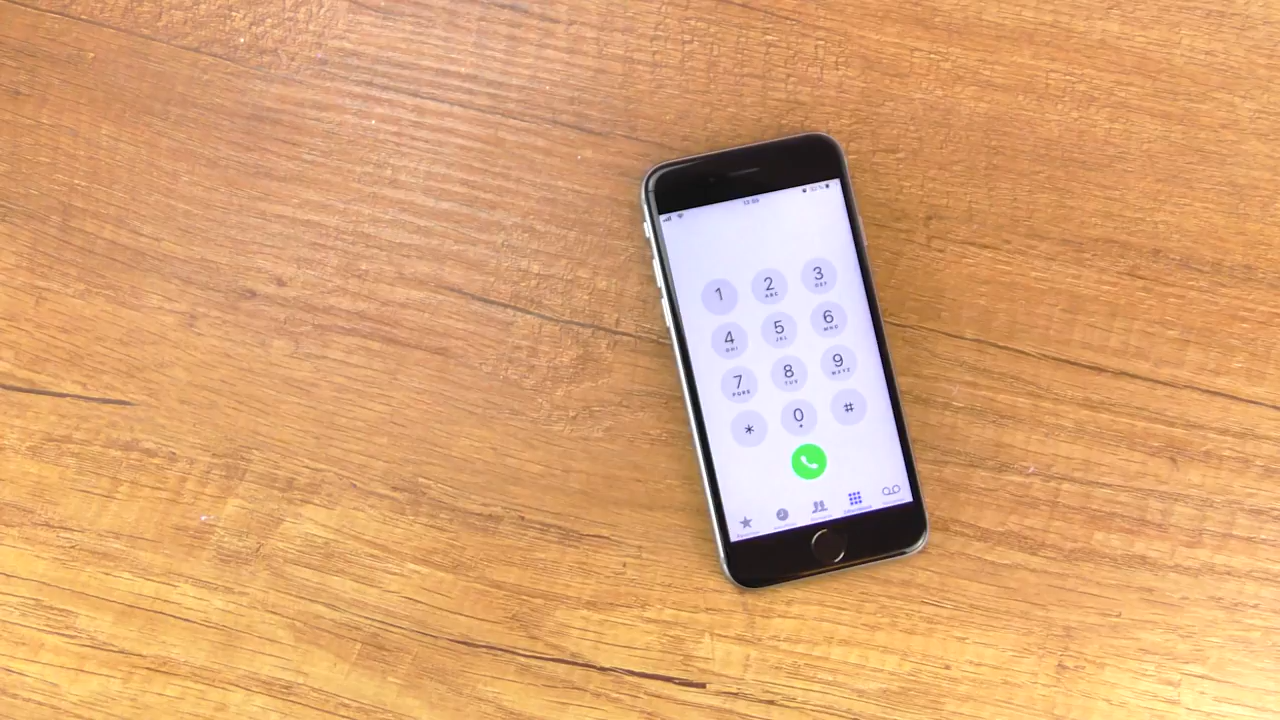 1 2 3
ABC DEF
4 5 6
GHI JKL MNO
7 8 9
PQRS TUV WXYZ
* 0 #
+